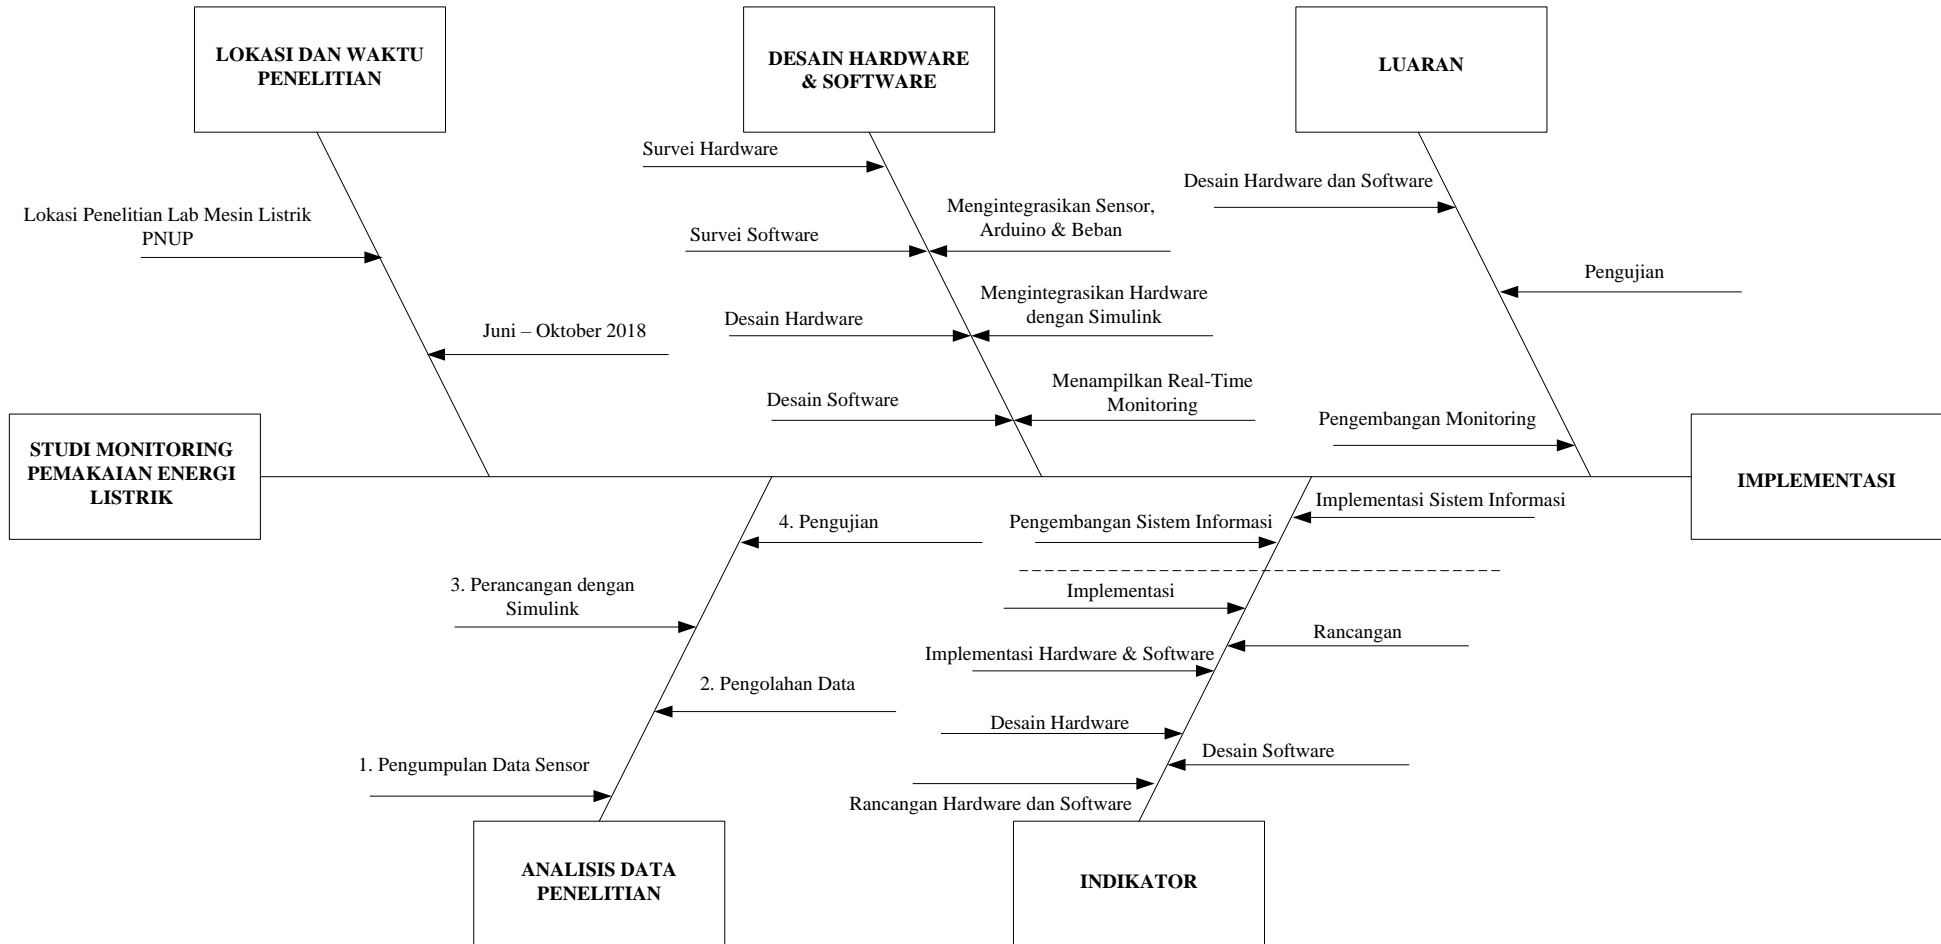 LOKASI DAN WAKTU
PENELITIAN
DESAIN HARDWARE
& SOFTWARE
LUARAN
Lokasi Penelitian Lab Mesin Listrik
PNUP
Juni – Oktober 2018
Survei Hardware
Survei Software
Desain Hardware
Desain Software
Mengintegrasikan Sensor,
Arduino & Beban
Mengintegrasikan Hardware
dengan Simulink
Menampilkan Real-Time
Monitoring
Desain Hardware dan Software
Pengujian
Pengembangan Monitoring
STUDI MONITORING
PEMAKAIAN ENERGI
LISTRIK
IMPLEMENTASI
4. Pengujian
3. Perancangan dengan
Simulink
2. Pengolahan Data
1. Pengumpulan Data Sensor
Implementasi Sistem Informasi
Pengembangan Sistem Informasi
Implementasi
Rancangan
Implementasi Hardware & Software
Desain Hardware
Desain Software
Rancangan Hardware dan Software
ANALISIS DATA
PENELITIAN
INDIKATOR